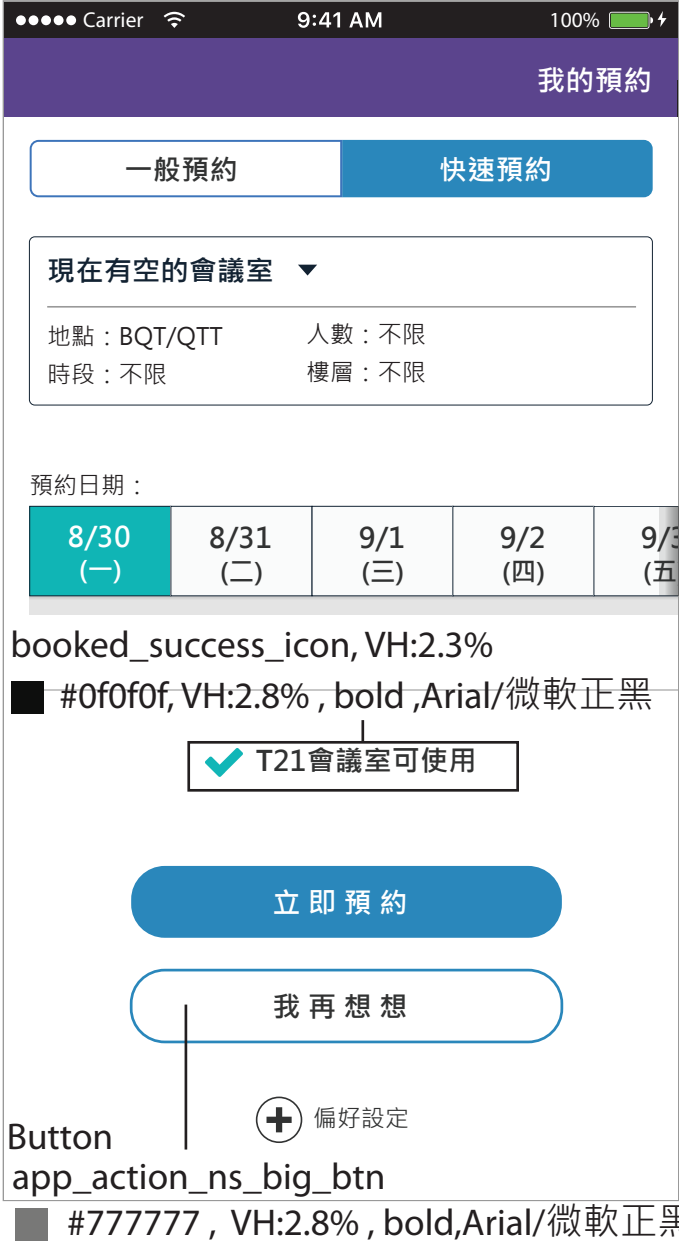 Carrier 9:41 AM 100%
我的預約
一般預約 快速預約
現在有空的會議室
地點：BQT/QTT 人數：不限
時段：不限 樓層：不限
預約日期：
8/30 8/31 9/1 9/2 9/3
(一) (二) (三) (四) (五
booked_success_icon, VH:2.3%
#0f0f0f, VH:2.8% , bold ,Arial/微軟正黑
T21會議室可使用
立即預約
我再想想
偏好設定
Button
app_action_ns_big_btn
#777777 , VH:2.8% , bold,Arial/微軟正黑